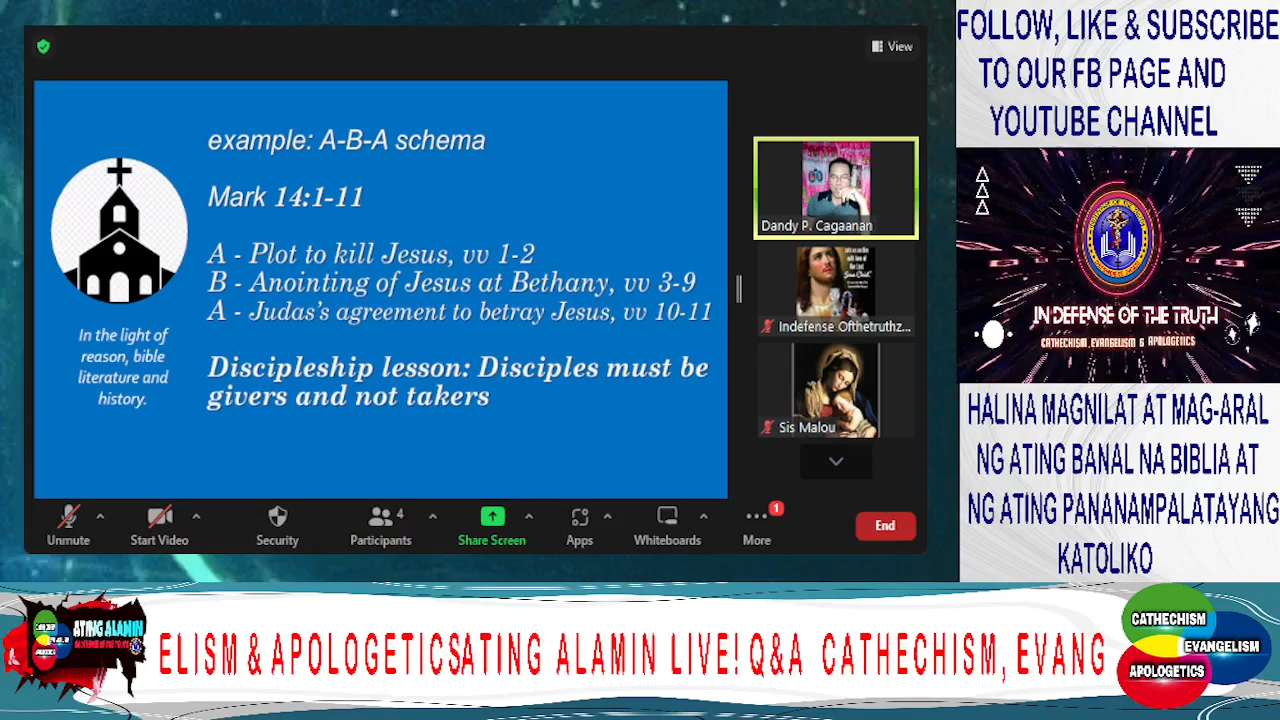 View
example: A-B-A schema
Mark 14:1-11
A - Plot to kill Jesus, vv 1-2
B - Anointing of Jesus at Bethany, vv 3-9
A - Judas's agreement to betray Jesus, vv 10-11
Discipleship lesson: Disciples must be
givers and not takers
In the light of
reason, bible
literature and
history.
Dandy P. Cagaanan
Indefense Ofthetruthz...
Sis Malou
Unmute
Start Video
Security
4
Participants
Share Screen
Apps
Whiteboards
1
More
End
FOLLOW, LIKE & SUBSCRIBE
TO OUR FB PAGE AND
YOUTUBE CHANNEL
IN DEFENSE OF THE TRUTH
CATHECHISM, EVANGELISM & APOLOGETICS
HALINA MAGNILAT AT MAG-ARAL
NG ATING BANAL NA BIBLIA AT
NG ATING PANANAMPALATAYANG
KATOLIKO
ATING ALAMIN
ELISM & APOLOGETICSATING ALAMIN LIVE! Q&A CATHECHISM, EVANG
CATHECHISM
EVANGELISM
APOLOGETICS